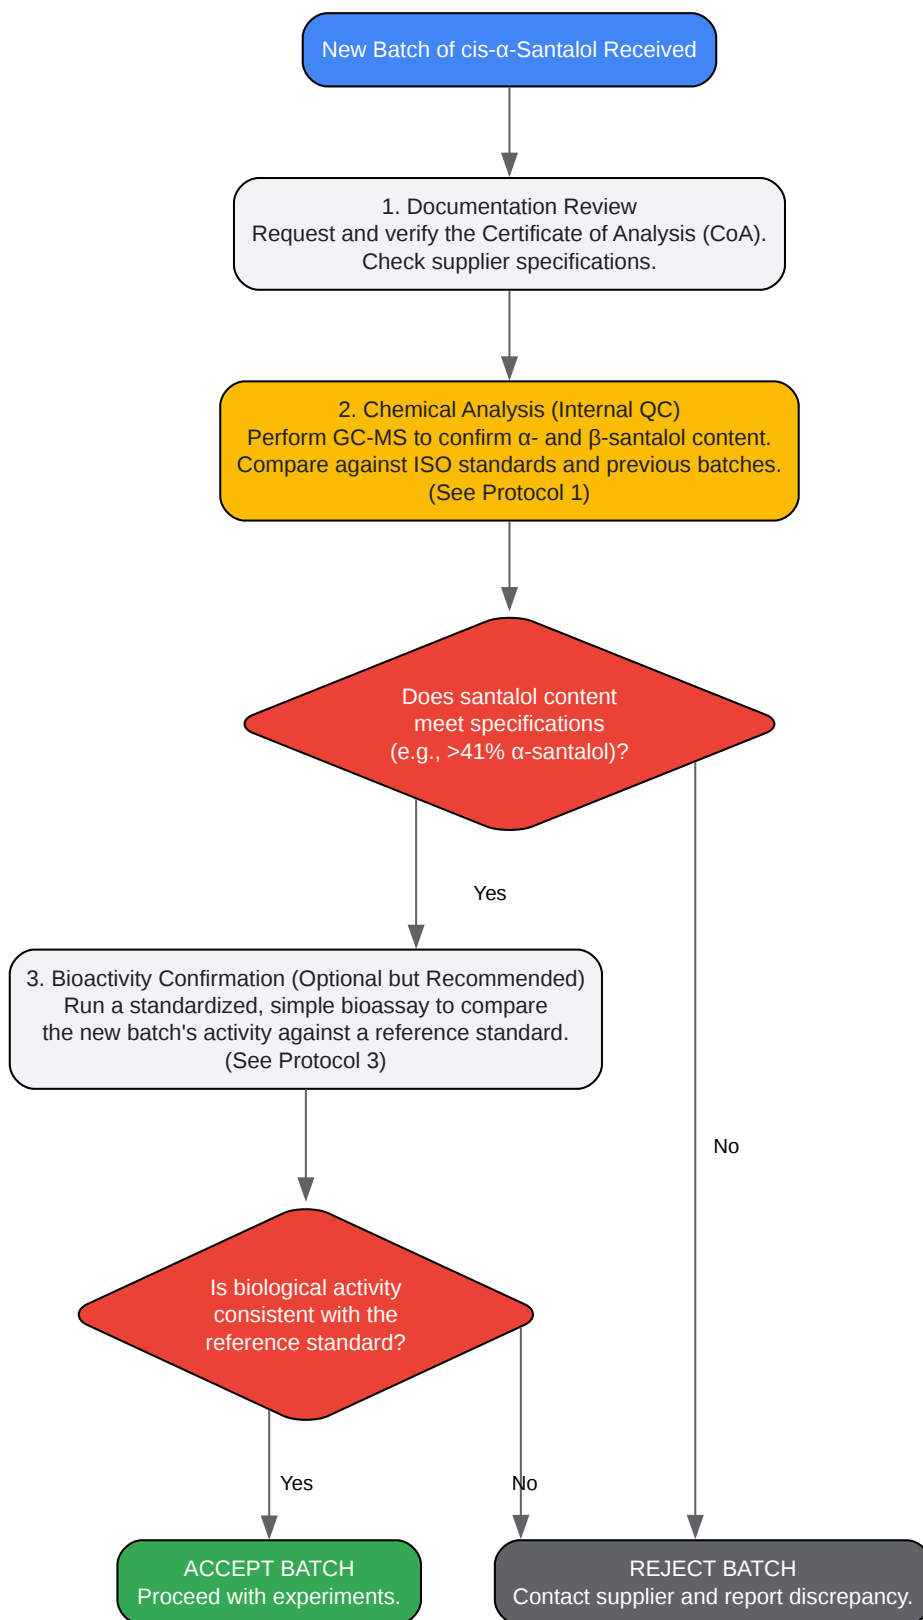 New Batch of cis-α-Santalol Received
1. Documentation Review
Request and verify the Certificate of Analysis (CoA).
Check supplier specifications.
2. Chemical Analysis (Internal QC)
Perform GC-MS to confirm α- and β-santalol content.
Compare against ISO standards and previous batches.
(See Protocol 1)
Does santalol content
meet specifications
(e.g., >41% α-santalol)?
Yes
3. Bioactivity Confirmation (Optional but Recommended)
Run a standardized, simple bioassay to compare
the new batch's activity against a reference standard.
(See Protocol 3)
No
Is biological activity
consistent with the
reference standard?
Yes
No
ACCEPT BATCH
Proceed with experiments.
REJECT BATCH
Contact supplier and report discrepancy.